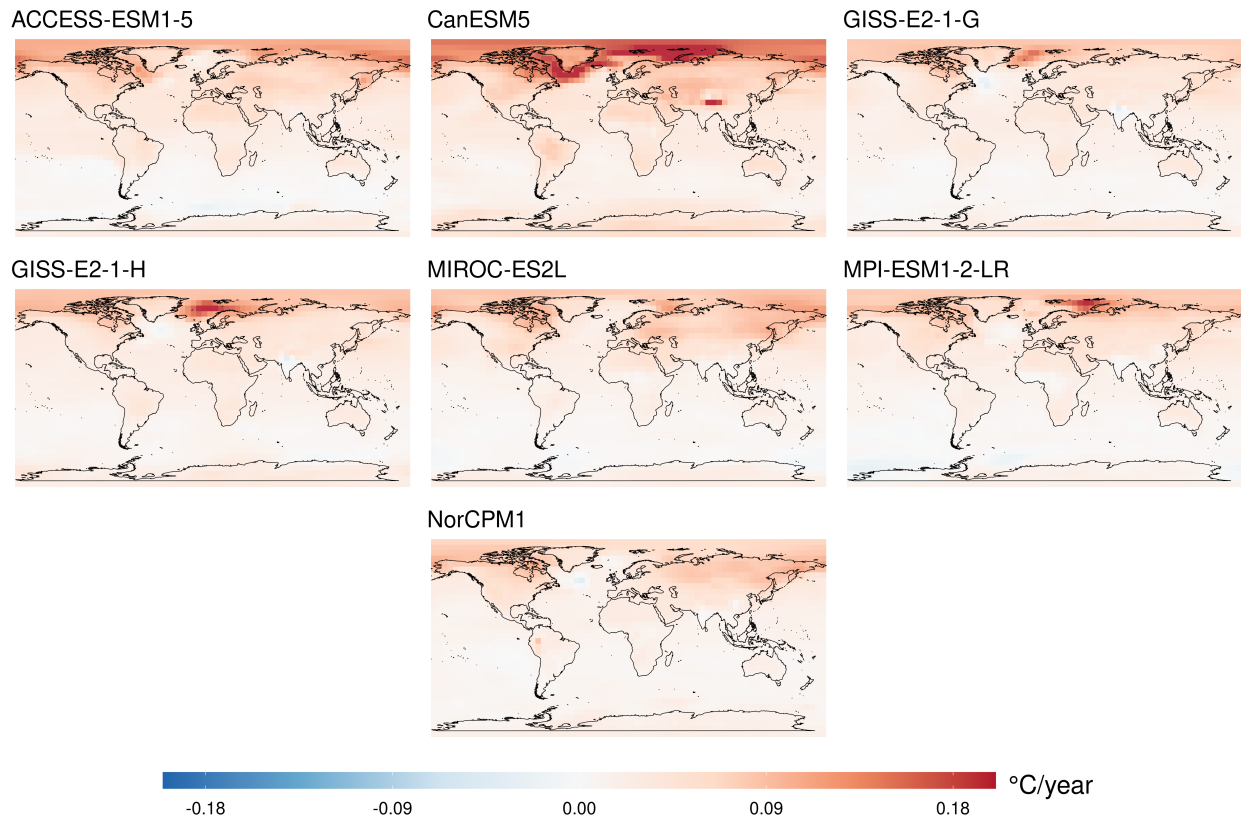 ACCESS-ESM1-5
CanESM5
GISS-E2-1-G
GISS-E2-1-H
MIROC-ES2L
MPI-ESM1-2-LR
NorCPM1
°C/year
-0.18
-0.09
0.00
0.09
0.18